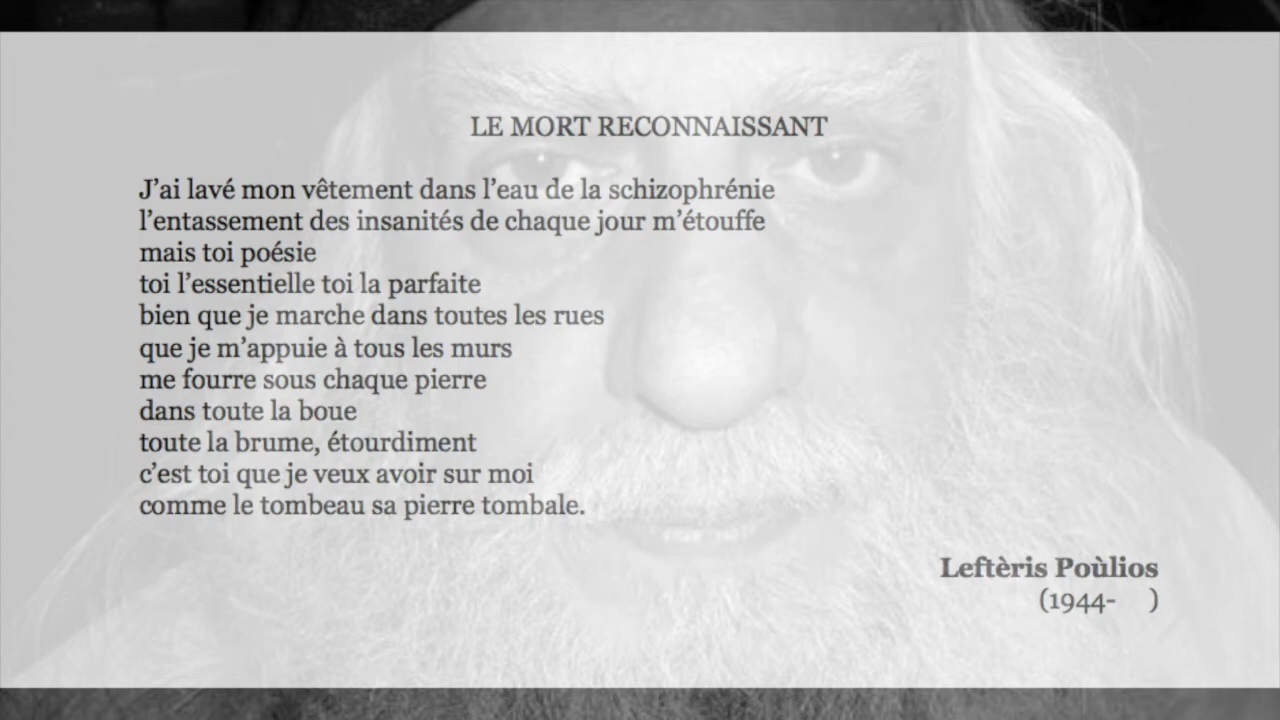 LE MORT RECONNAISSANT
J’ai lavé mon vêtement dans l’eau de la schizophrénie
l’entassement des insanités de chaque jour m’étouffe
mais toi poésie
toi l’essentielle toi la parfaite
bien que je marche dans toutes les rues
que je m’appuie à tous les murs
me fourre sous chaque pierre
dans toute la boue
toute la brume, étourdiment
c’est toi que je veux avoir sur moi
comme le tombeau sa pierre tombale.
Leftèris Poùlios
(1944- )